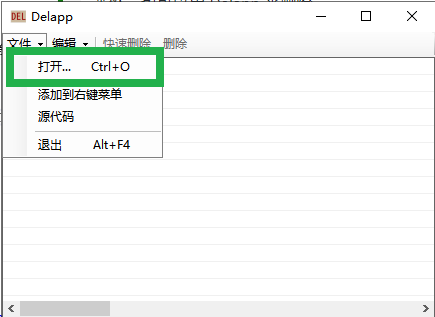 DEL Delapp
文件 编辑 快速删除 删除
打开... Ctrl+O
添加到右键菜单
源代码
退出 Alt+F4